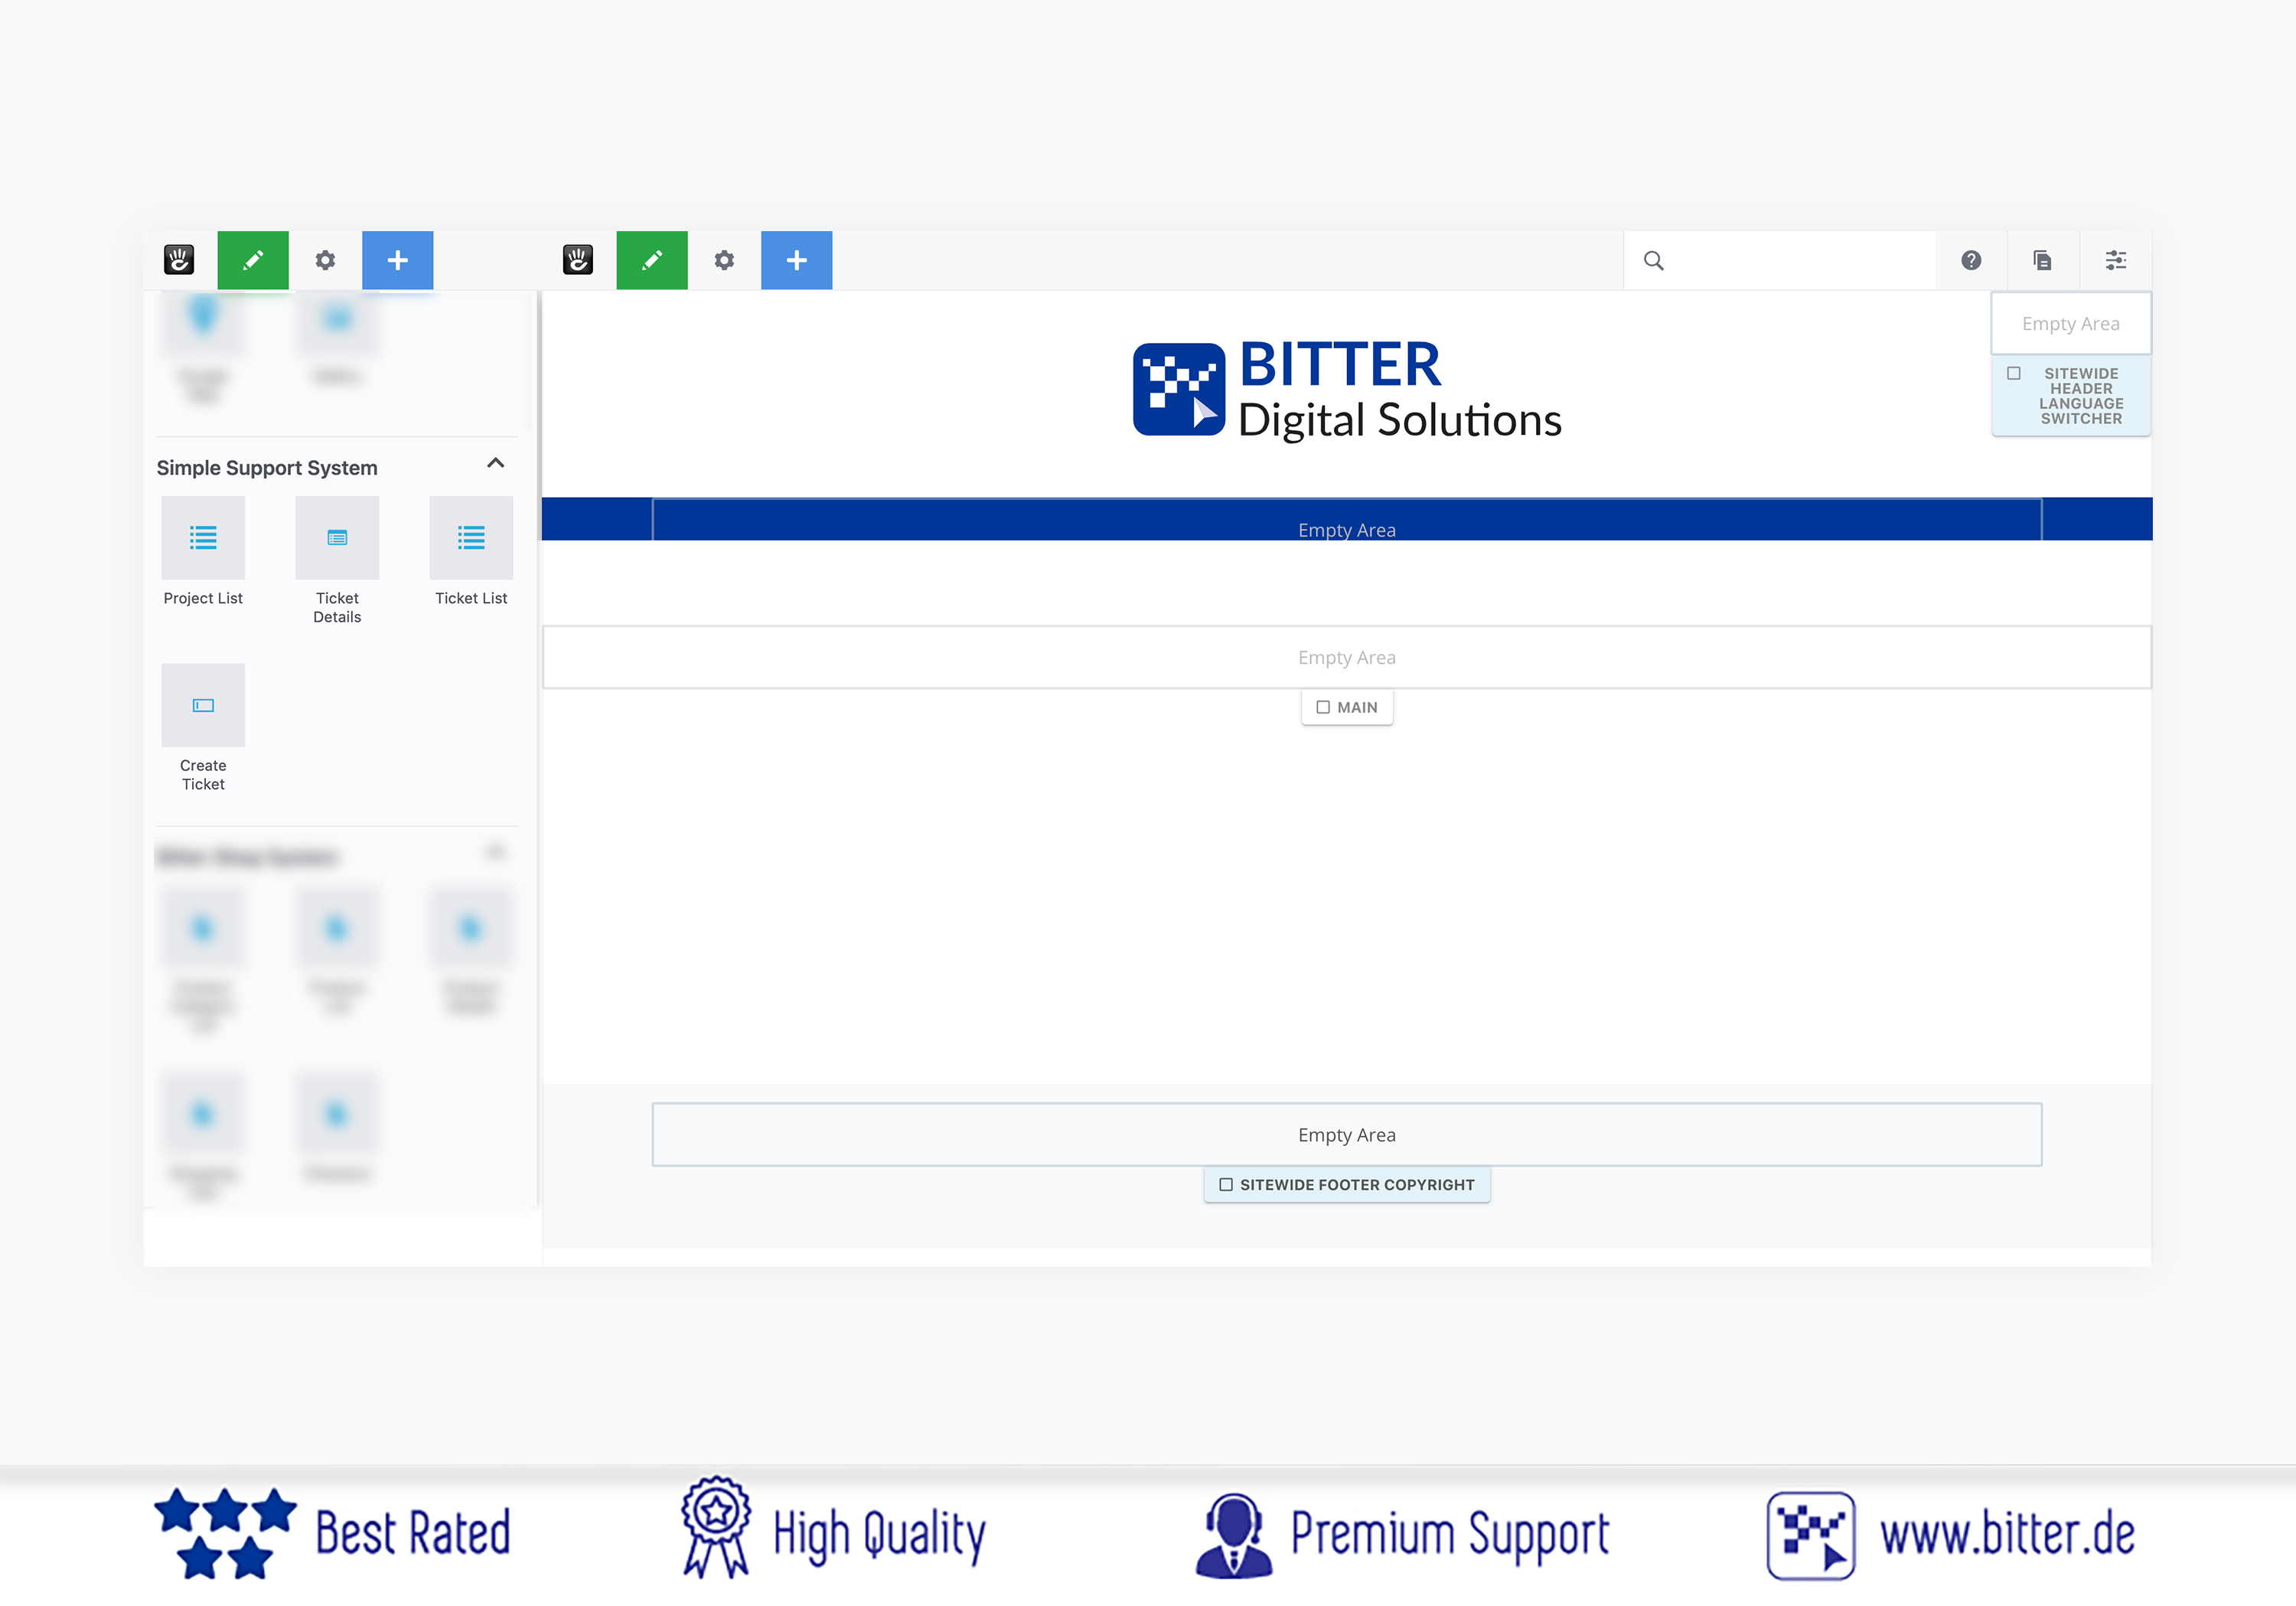 Simple Support System
Project List
Ticket
Details
Ticket List
Create
Ticket
BITTER
Digital Solutions
Empty Area
SITEWIDE
HEADER
LANGUAGE
SWITCHER
Empty Area
Empty Area
MAIN
Empty Area
SITEWIDE FOOTER COPYRIGHT
Best Rated
High Quality
Premium Support
www.bitter.de